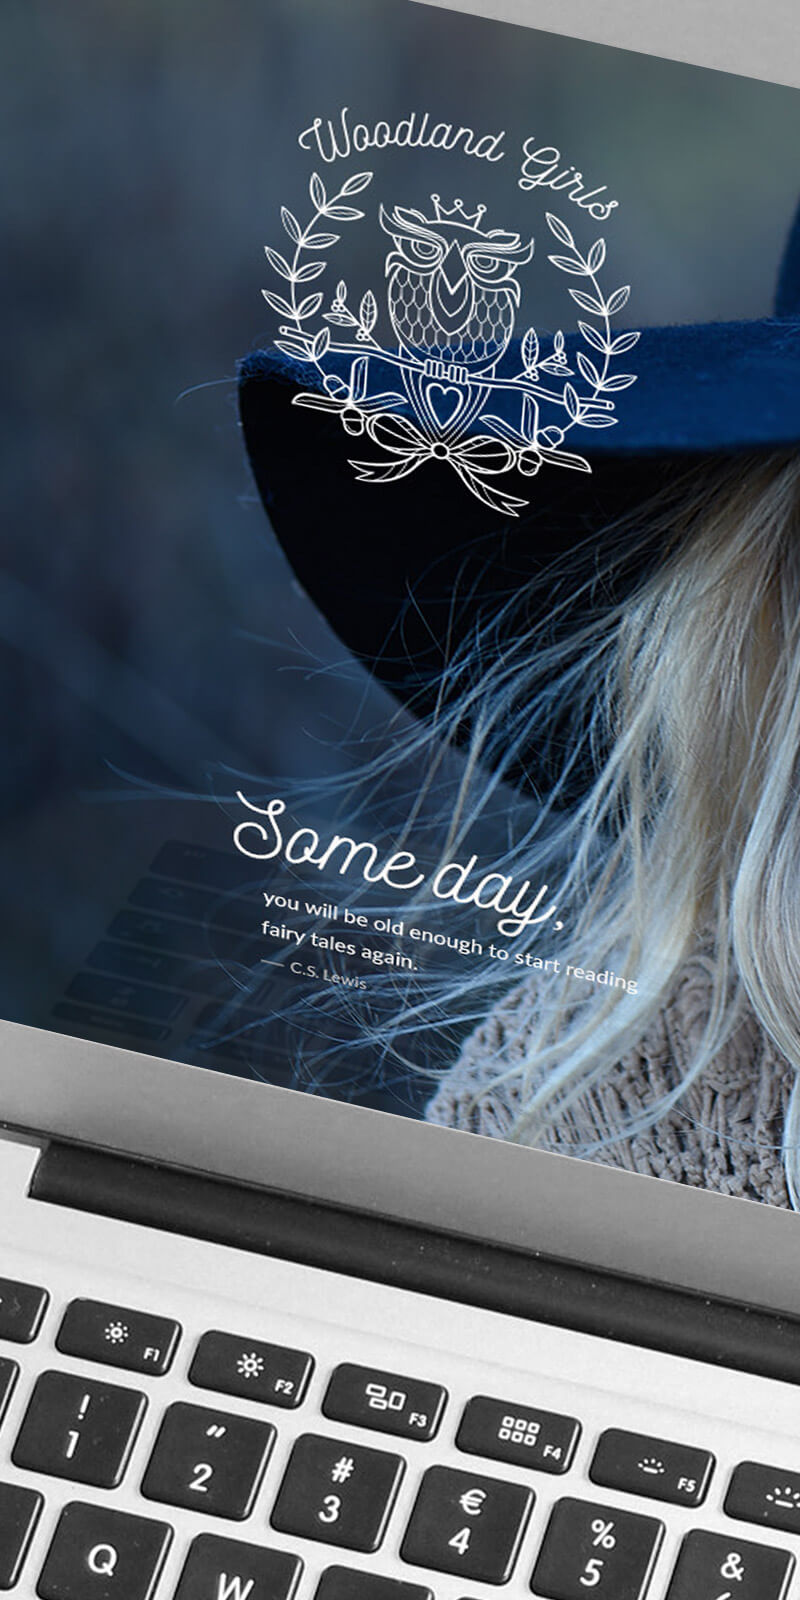 Woodland Girls
Some day,
you will be old enough to start reading
fairy tales again.
— C.S. Lewis
F1
F2
F3
F4
F5
!
1
"
2
#
3
€
4
%
5
&
Q
W